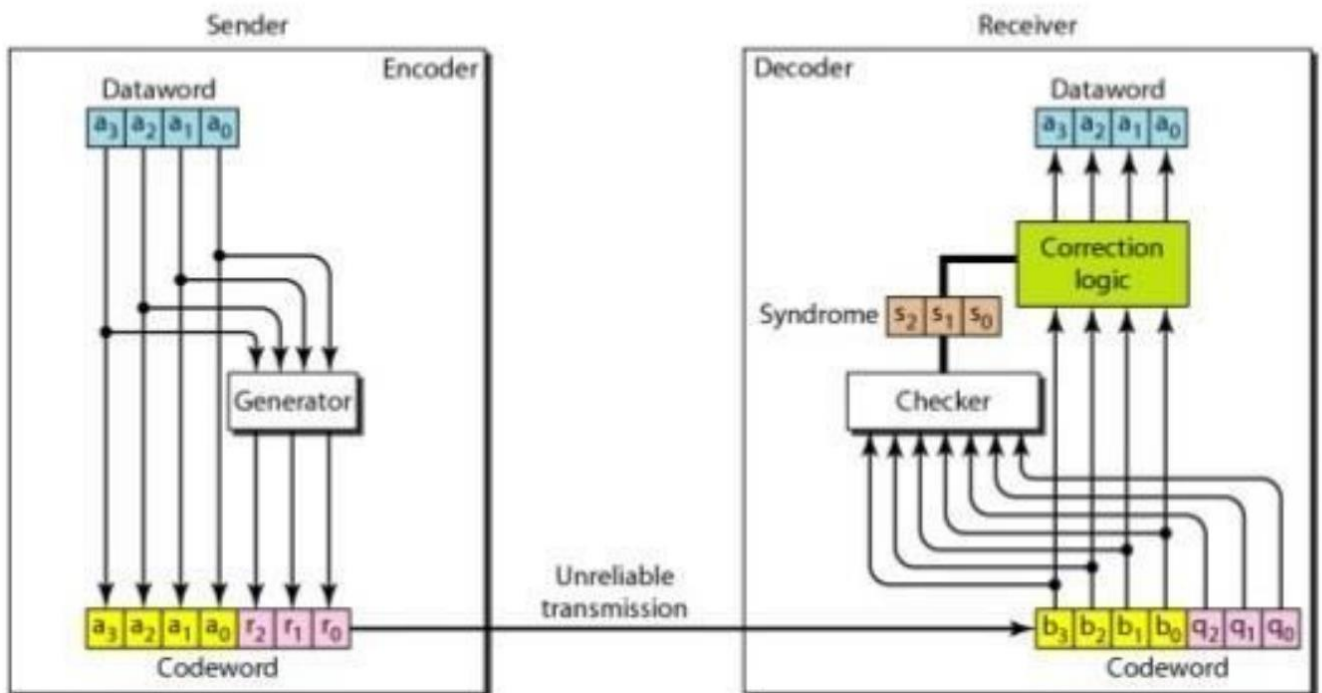 Sender
Encoder
Dataword
a3 a2 a1 a0
Generator
a3 a2 a1 a0 r2 r1 r0
Codeword
Unreliable
transmission
Receiver
Decoder
Dataword
a3 a2 a1 a0
Correction
logic
Syndrome s2 s1 s0
Checker
b3 b2 b1 b0 q2 q1 q0
Codeword